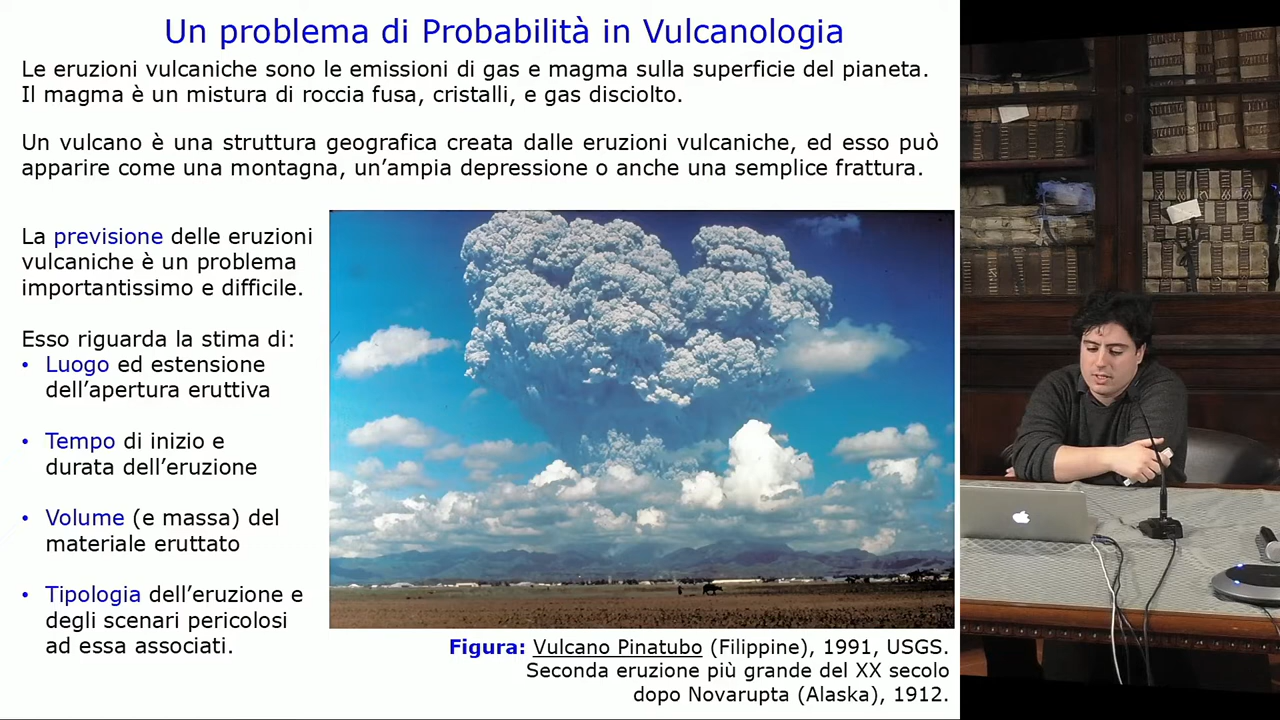 Un problema di Probabilità in Vulcanologia
Le eruzioni vulcaniche sono le emissioni di gas e magma sulla superficie del pianeta.
Il magma è un mistura di roccia fusa, cristalli, e gas disciolto.
Un vulcano è una struttura geografica creata dalle eruzioni vulcaniche, ed esso può
apparire come una montagna, un'ampia depressione o anche una semplice frattura.
La previsione delle eruzioni
vulcaniche è un problema
importantissimo e difficile.
Esso riguarda la stima di:
• Luogo ed estensione
dell'apertura eruttiva
• Tempo di inizio e
durata dell'eruzione
• Volume (e massa) del
materiale eruttato
• Tipologia dell'eruzione e
degli scenari pericolosi
ad essa associati.
Figura: Vulcano Pinatubo (Filippine), 1991, USGS.
Seconda eruzione più grande del XX secolo
dopo Novarupta (Alaska), 1912.